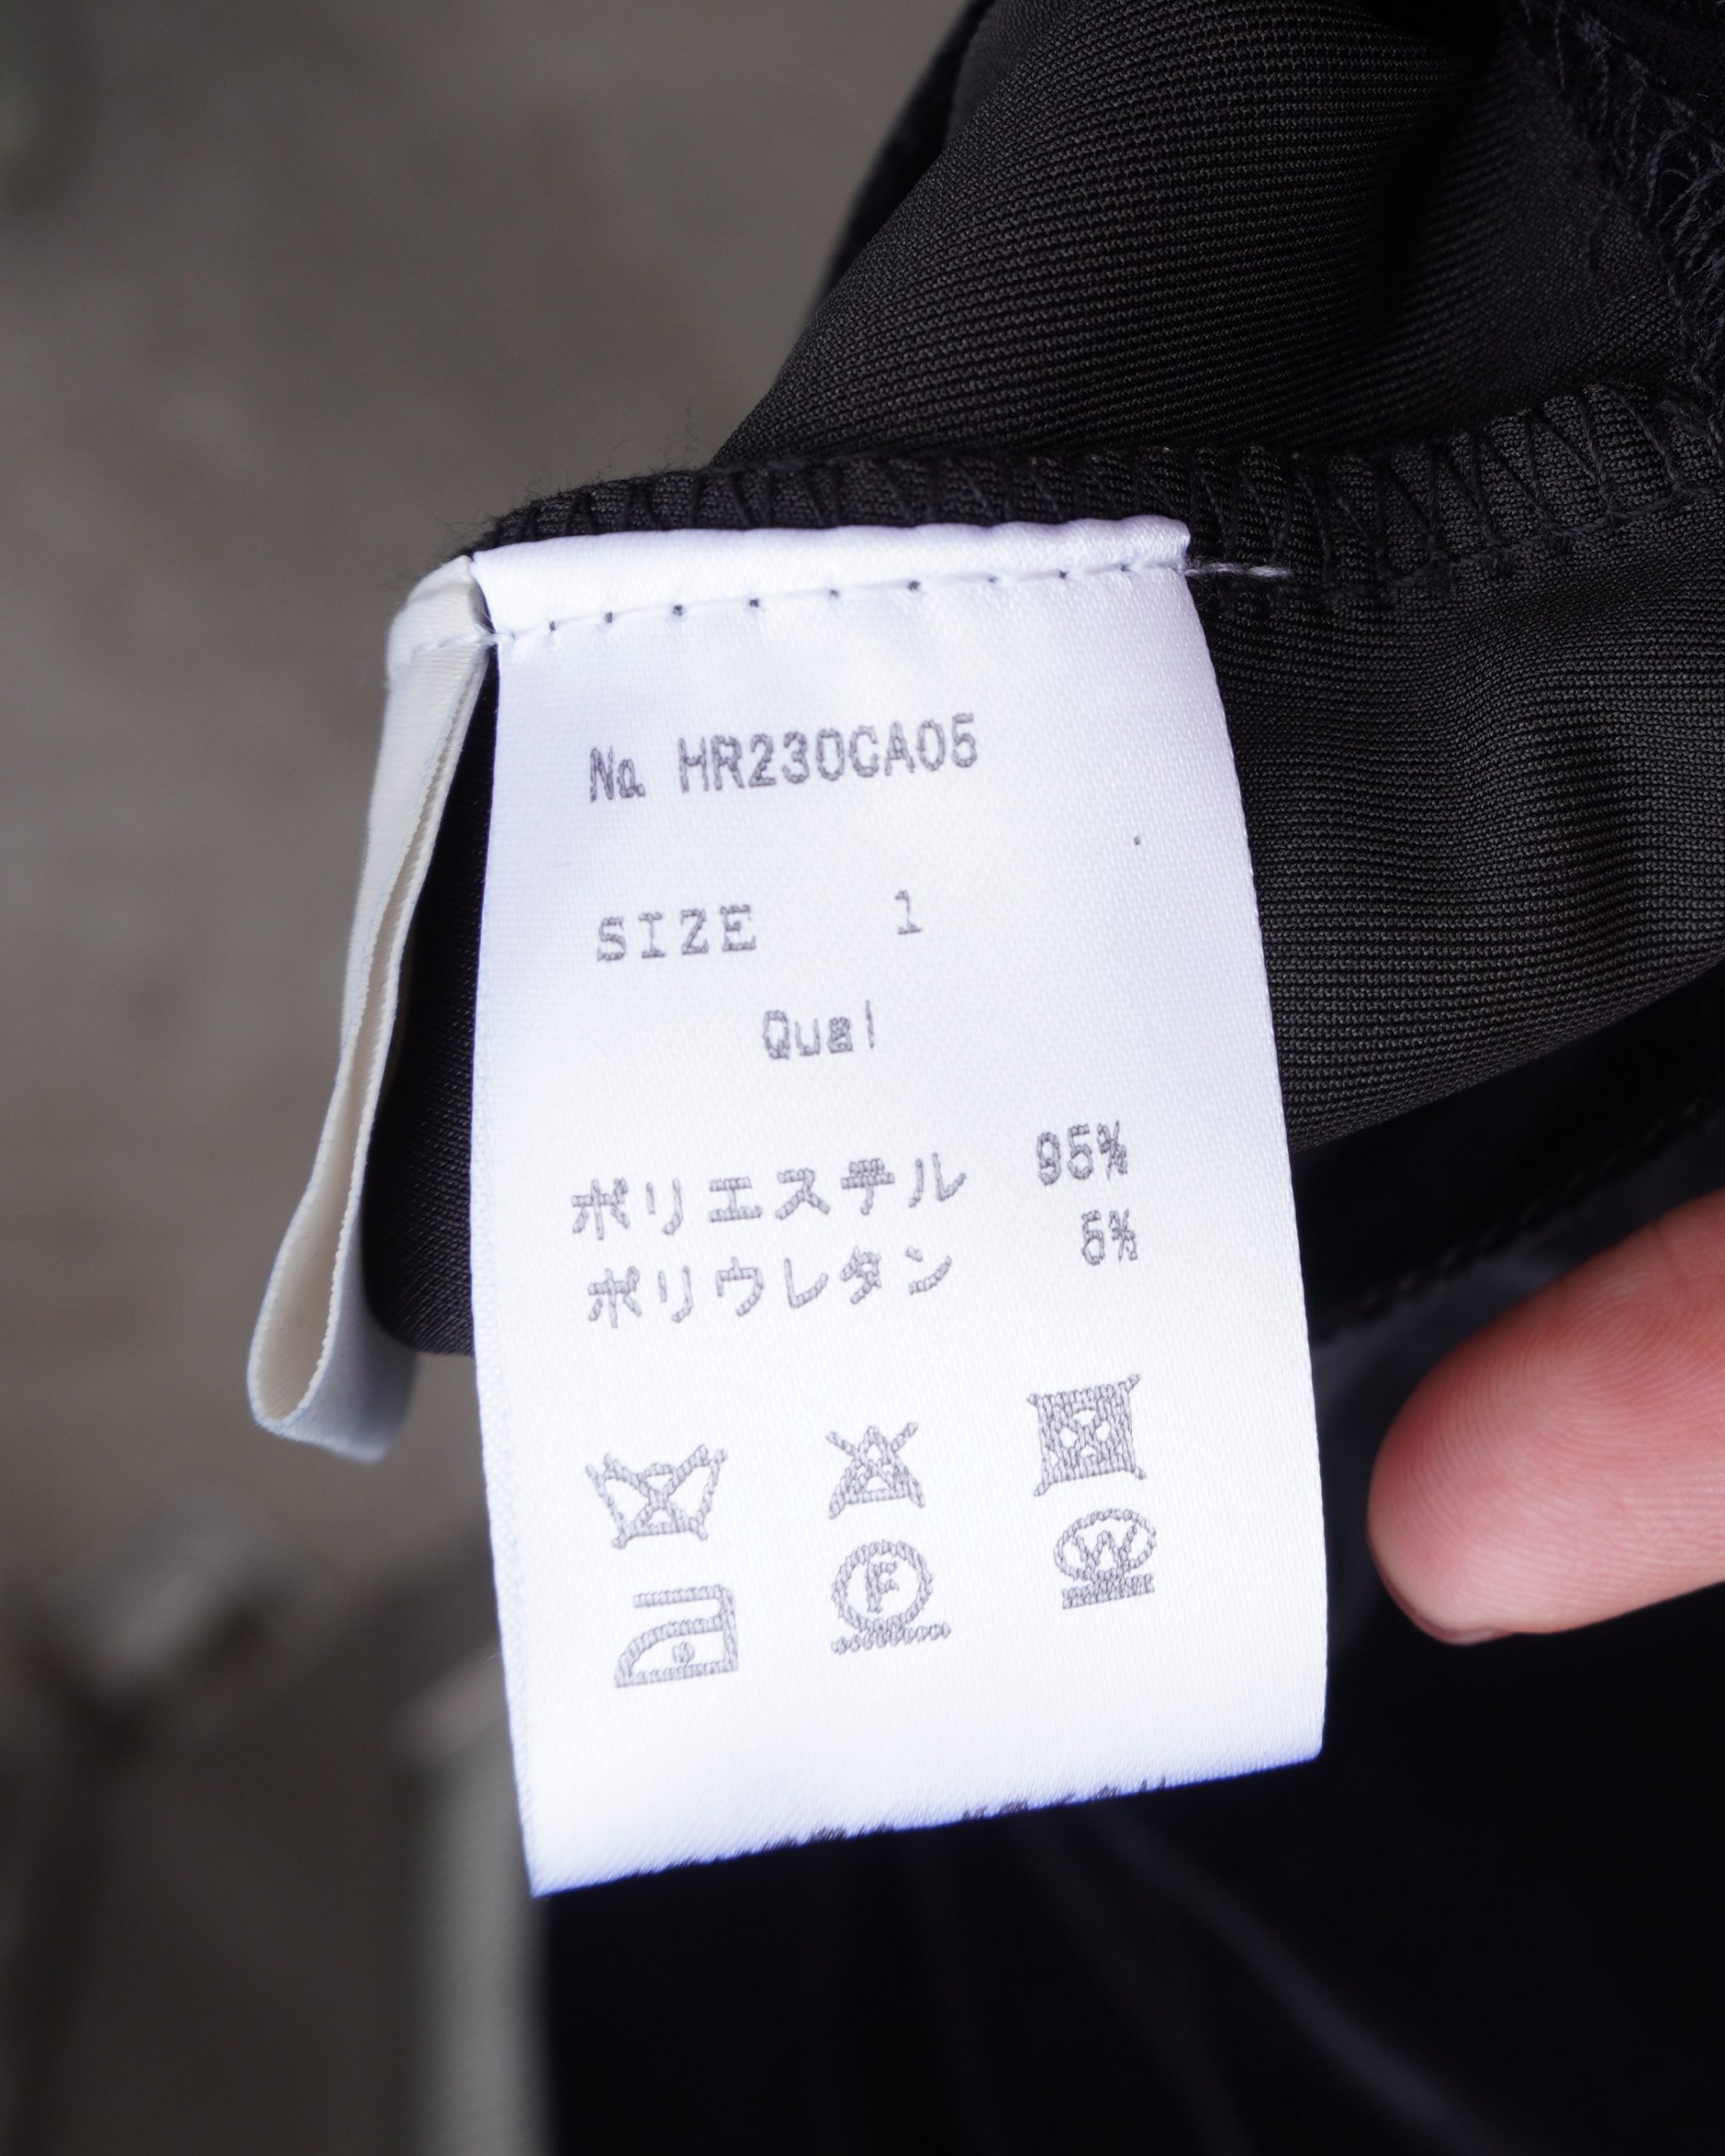 No. HR230CA05
SIZE 1
Qual
ポリエステル 95%
ポリウレタン 5%
F
W